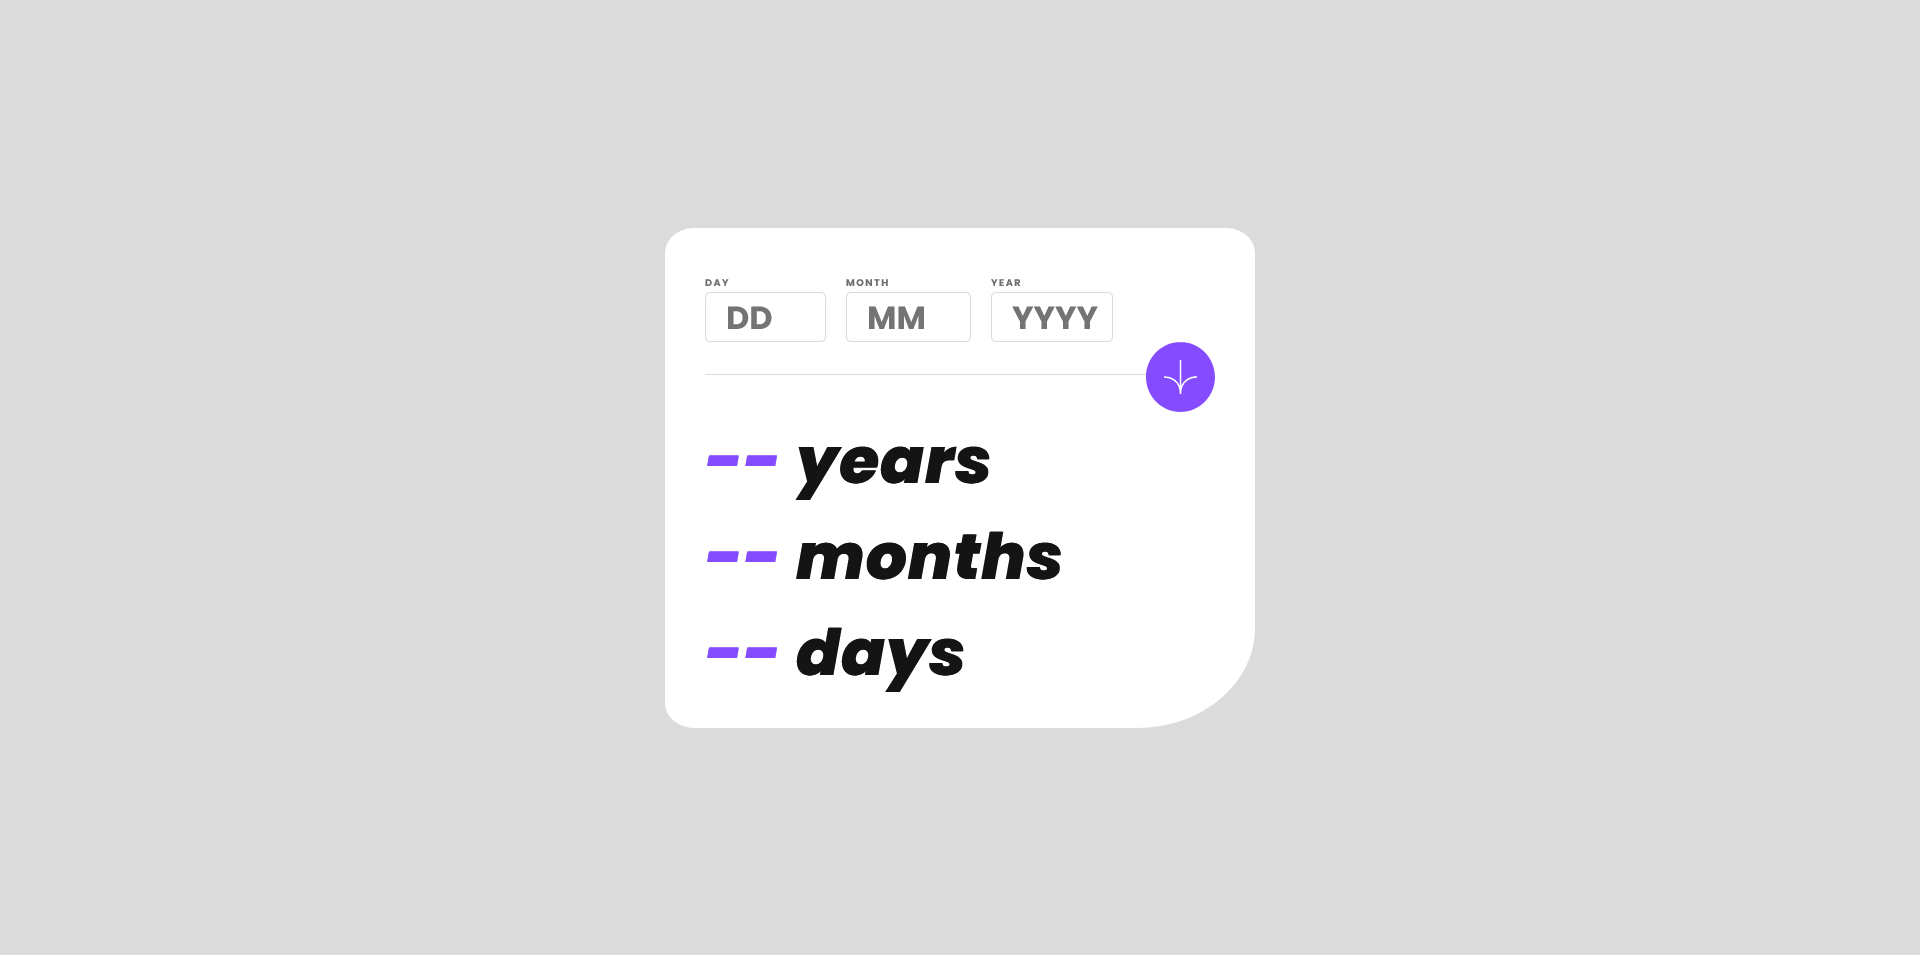 DAY MONTH YEAR
DD MM YYYY
-- years
-- months
-- days